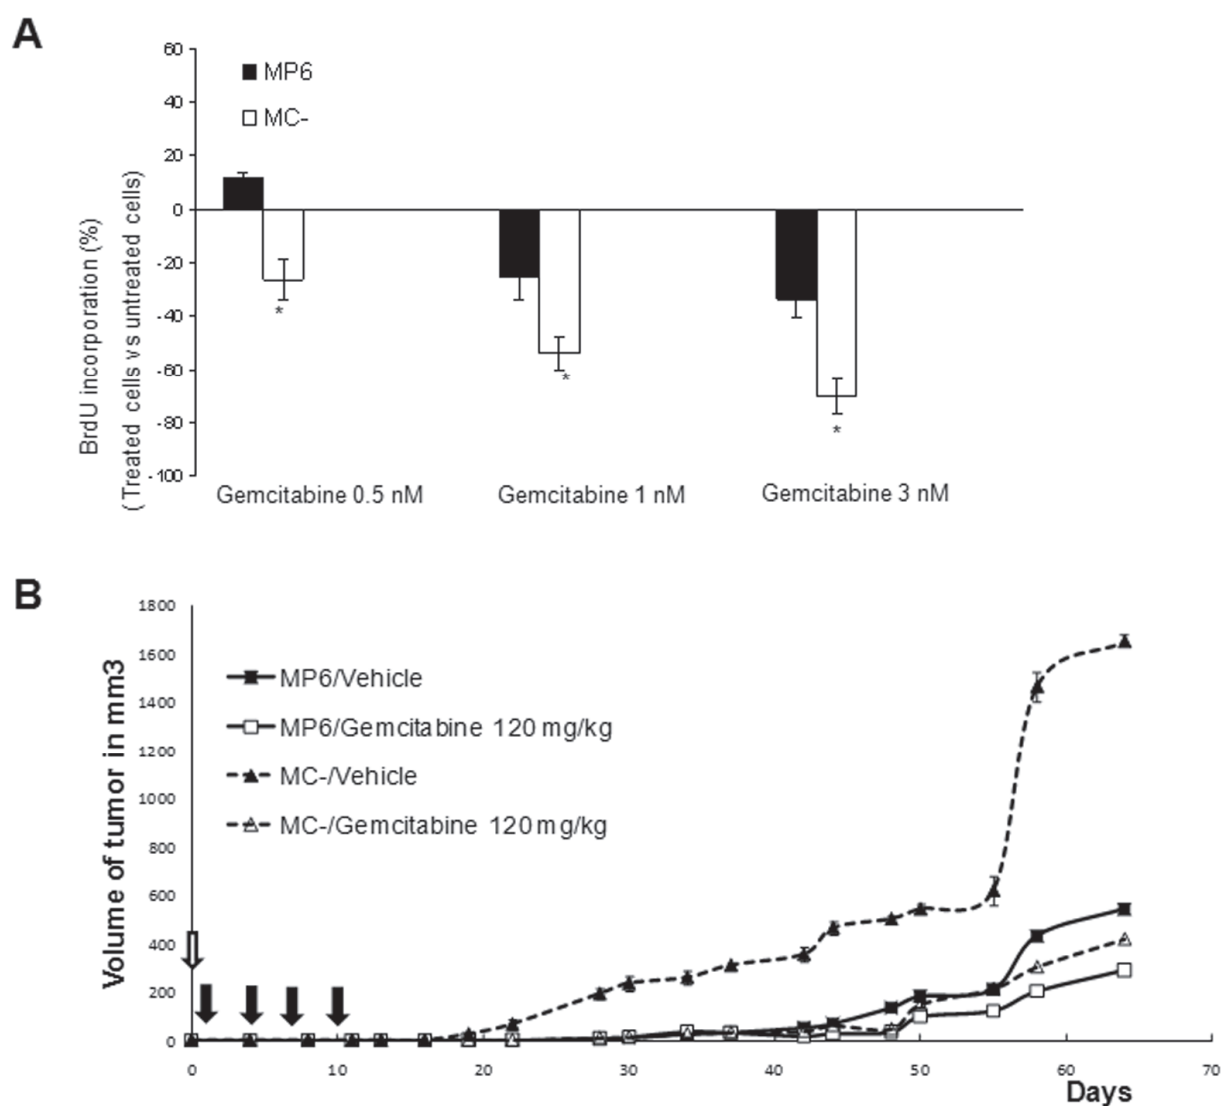 A
60
MP6
40
MC-
20
0
-20
-40
-60
-80
-100
BrdU incorporation (%)
(Treated cells vs untreated cells)
*
*
*
Gemcitabine 0.5 nM
Gemcitabine 1 nM
Gemcitabine 3 nM
B
1800
1600
1400
1200
1000
800
600
400
200
0
Volume of tumor in mm3
MP6/Vehicle
MP6/Gemcitabine 120 mg/kg
MC-/Vehicle
MC-/Gemcitabine 120 mg/kg
0 10 20 30 40 50 60 70
Days